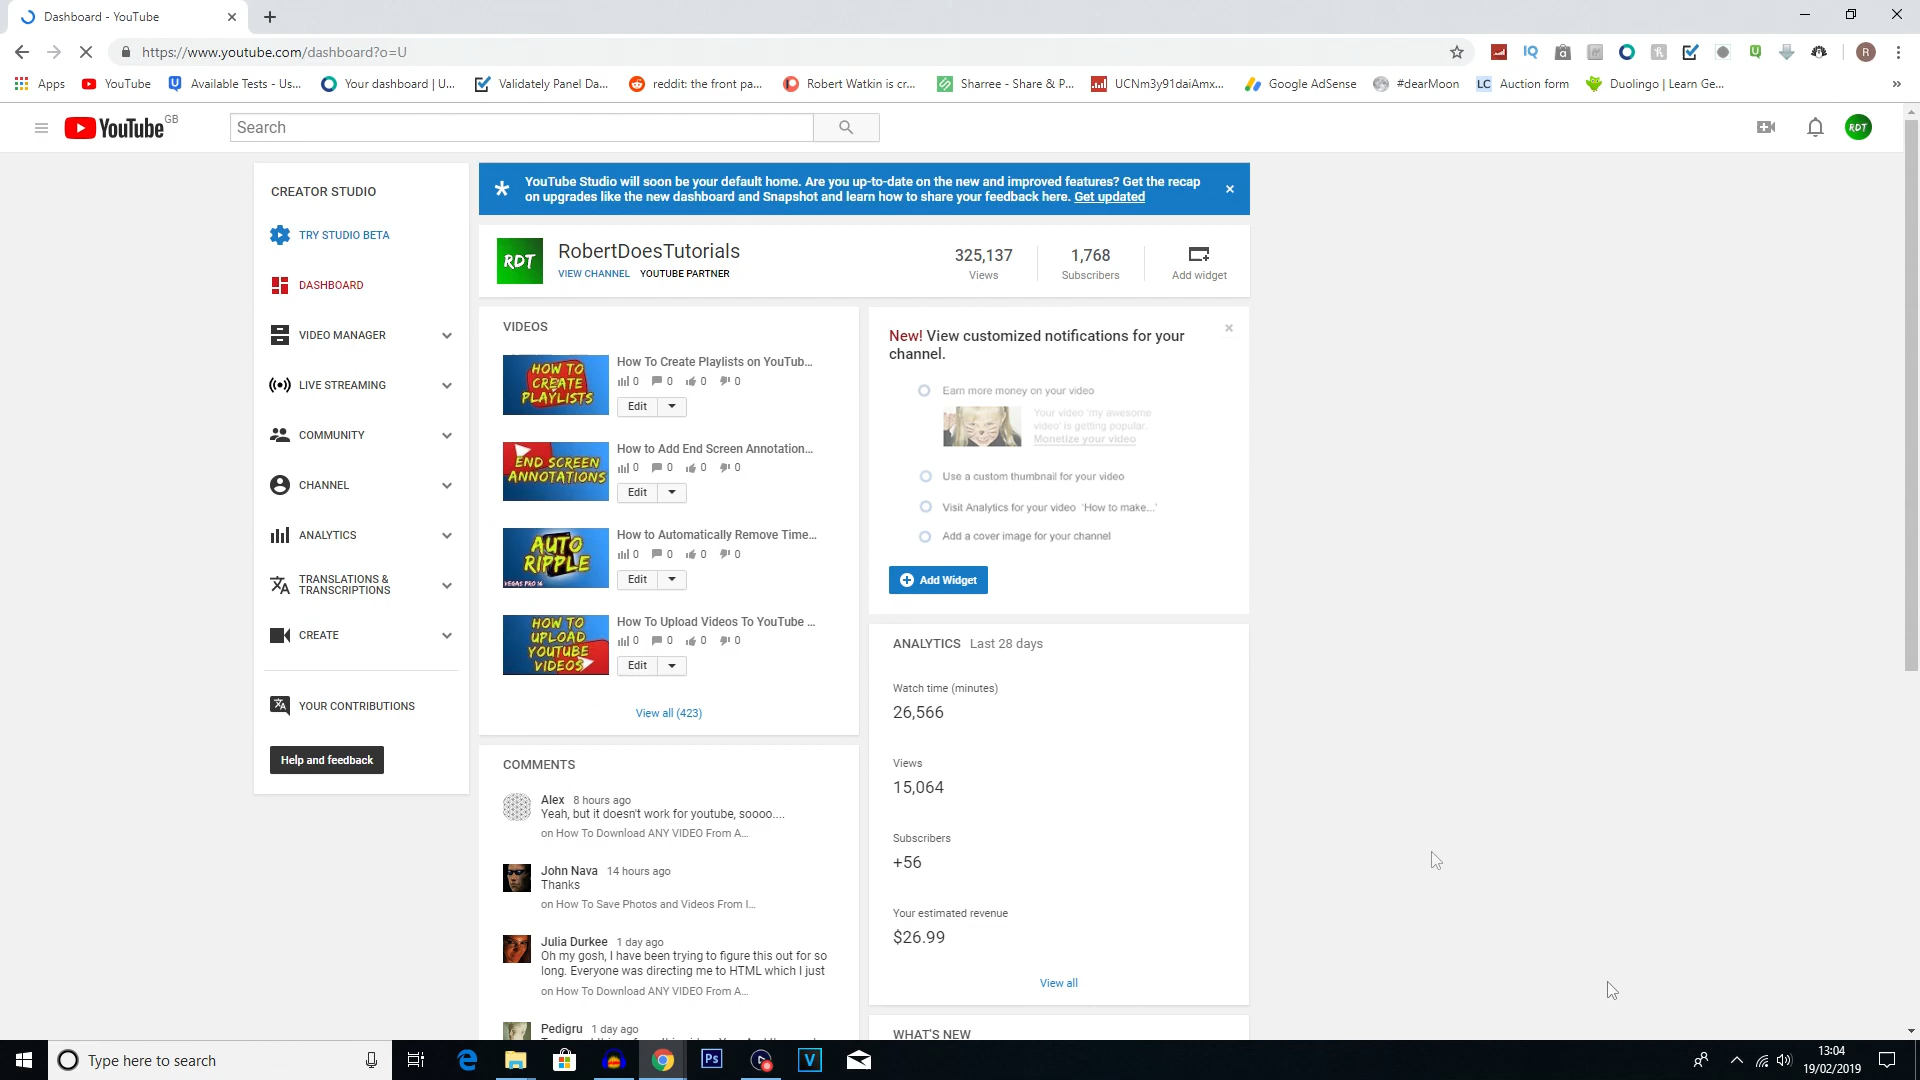 Dashboard - YouTube
https://www.youtube.com/dashboard?o=U
Apps
YouTube
Available Tests - Us...
Your dashboard | U...
Validately Panel Da...
reddit: the front pa...
Robert Watkin is cr...
Sharree - Share & P...
UCNm3y91daiAmx...
Google AdSense
#dearMoon
LC Auction form
Duolingo | Learn Ge...
YouTube GB
Search
RDT
CREATOR STUDIO
TRY STUDIO BETA
DASHBOARD
VIDEO MANAGER
LIVE STREAMING
COMMUNITY
CHANNEL
ANALYTICS
TRANSLATIONS &
TRANSCRIPTIONS
CREATE
YOUR CONTRIBUTIONS
Help and feedback
YouTube Studio will soon be your default home. Are you up-to-date on the new and improved features? Get the recap
on upgrades like the new dashboard and Snapshot and learn how to share your feedback here. Get updated
RDT
RobertDoesTutorials
VIEW CHANNEL YOUTUBE PARTNER
325,137
Views
1,768
Subscribers
Add widget
VIDEOS
HOW TO
CREATE
PLAYLISTS
How To Create Playlists on YouTub...
0 0 0 0
Edit
END SCREEN
ANNOTATIONS
How to Add End Screen Annotation...
0 0 0 0
Edit
AUTO
RIPPLE
VEGAS PRO 16
How to Automatically Remove Time...
0 0 0 0
Edit
HOW TO
UPLOAD
YOUTUBE
VIDEOS
How To Upload Videos To YouTube ...
0 0 0 0
Edit
View all (423)
COMMENTS
Alex 8 hours ago
Yeah, but it doesn't work for youtube, soooo....
on How To Download ANY VIDEO From A...
John Nava 14 hours ago
Thanks
on How To Save Photos and Videos From I...
Julia Durkee 1 day ago
Oh my gosh, I have been trying to figure this out for so
long. Everyone was directing me to HTML which I just
on How To Download ANY VIDEO From A...
Pedigru 1 day ago
New! View customized notifications for your
channel.
Earn more money on your video
Your video 'my awesome
video' is getting popular.
Monetize your video
Use a custom thumbnail for your video
Visit Analytics for your video 'How to make...'
Add a cover image for your channel
Add Widget
ANALYTICS Last 28 days
Watch time (minutes)
26,566
Views
15,064
Subscribers
+56
Your estimated revenue
$26.99
View all
WHAT'S NEW
Type here to search
13:04
19/02/2019